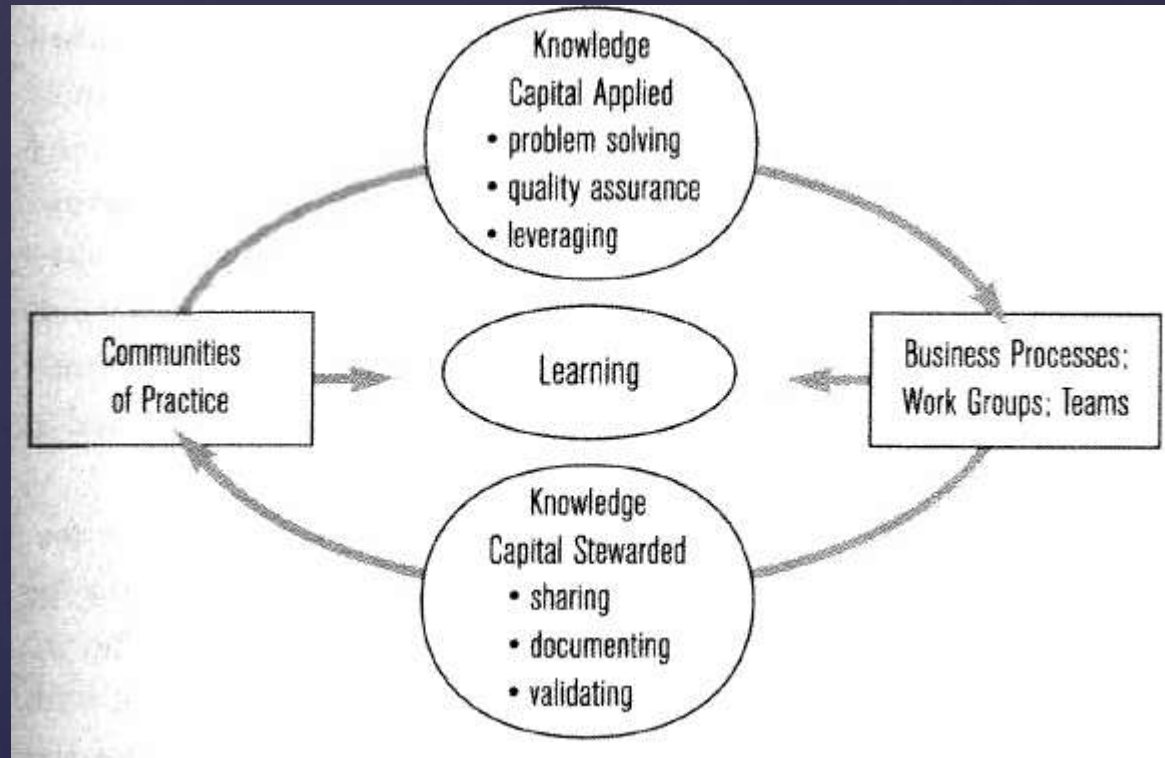 Knowledge
Capital Applied
• problem solving
• quality assurance
• leveraging
Communities
of Practice
Learning
Business Processes;
Work Groups; Teams
Knowledge
Capital Stewarded
• sharing
• documenting
• validating